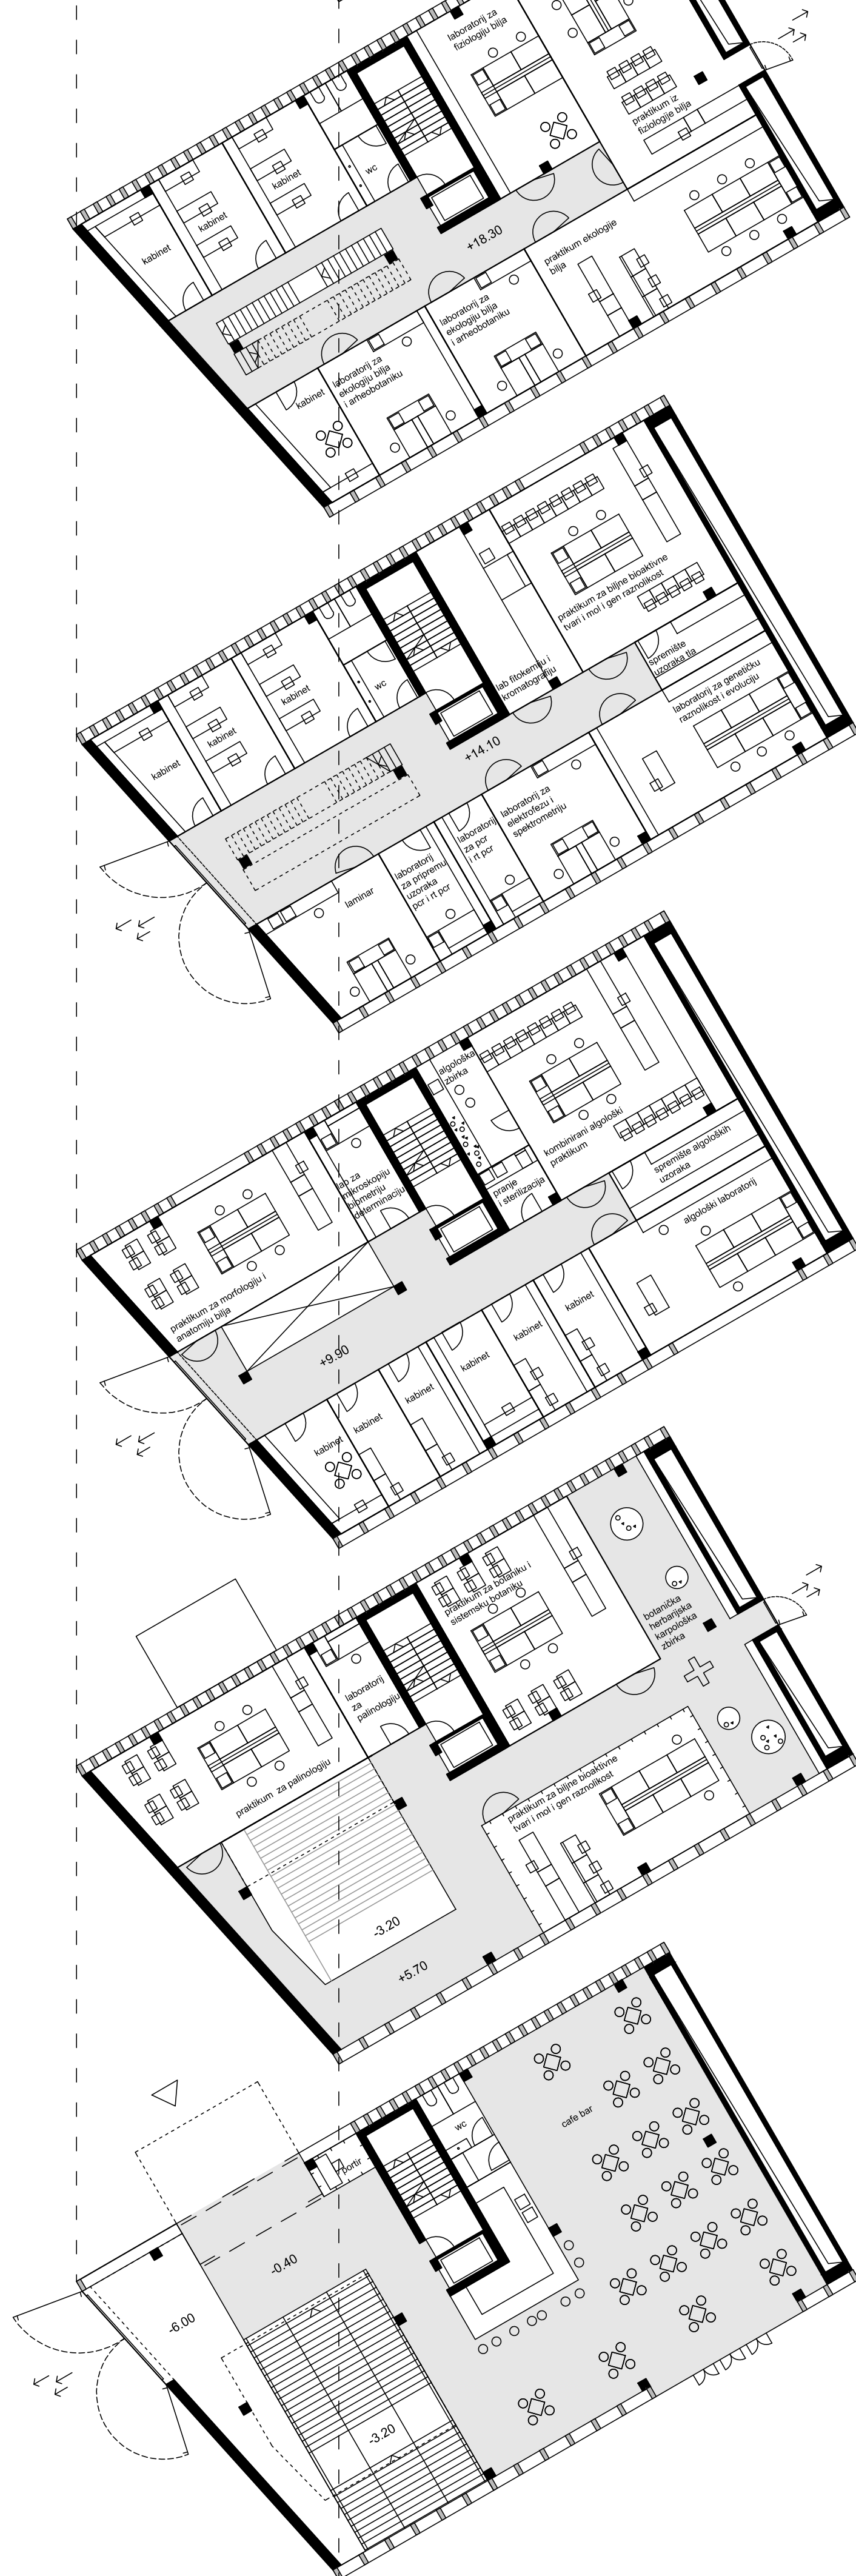 laboratorij za
fiziologiju bilja
praktikum iz
fiziologije bilja
kabinet
kabinet
kabinet
wc
+18.30
praktikum ekologije
bilja
laboratorij za
ekologiju bilja
i arheobotaniku
laboratorij za
ekologiju bilja
i arheobotaniku
kabinet
praktikum za biljne bioaktivne
tvari i mol i gen raznolikost
lab fitokemiju i
kromatografiju
spremište
uzoraka tla
laboratorij za genetičku
raznolikost i evoluciju
kabinet
kabinet
kabinet
wc
+14.10
laboratorij za
elektrofezu i
spektrometriju
laboratorij
za pcr
i rt pcr
laboratorij
za pripremu
uzoraka
pcr i rt pcr
laminar
algološka
zbirka
kombinirani algološki
praktikum
spremište algoloških
uzoraka
algološki laboratorij
pranje
i sterilizacija
lab za
mikroskopiju
biometriju
determinaciju
praktikum za morfologiju i
anatomiju bilja
+9.90
kabinet
kabinet
kabinet
kabinet
kabinet
kabinet
praktikum za botaniku i
sistemsku botaniku
botanička
herbarijska
karpološka
zbirka
laboratorij
za
palinologiju
praktikum za palinologiju
praktikum za biljne bioaktivne
tvari i mol i gen raznolikost
-3.20
+5.70
cafe bar
wc
portir
-0.40
-6.00
-3.20